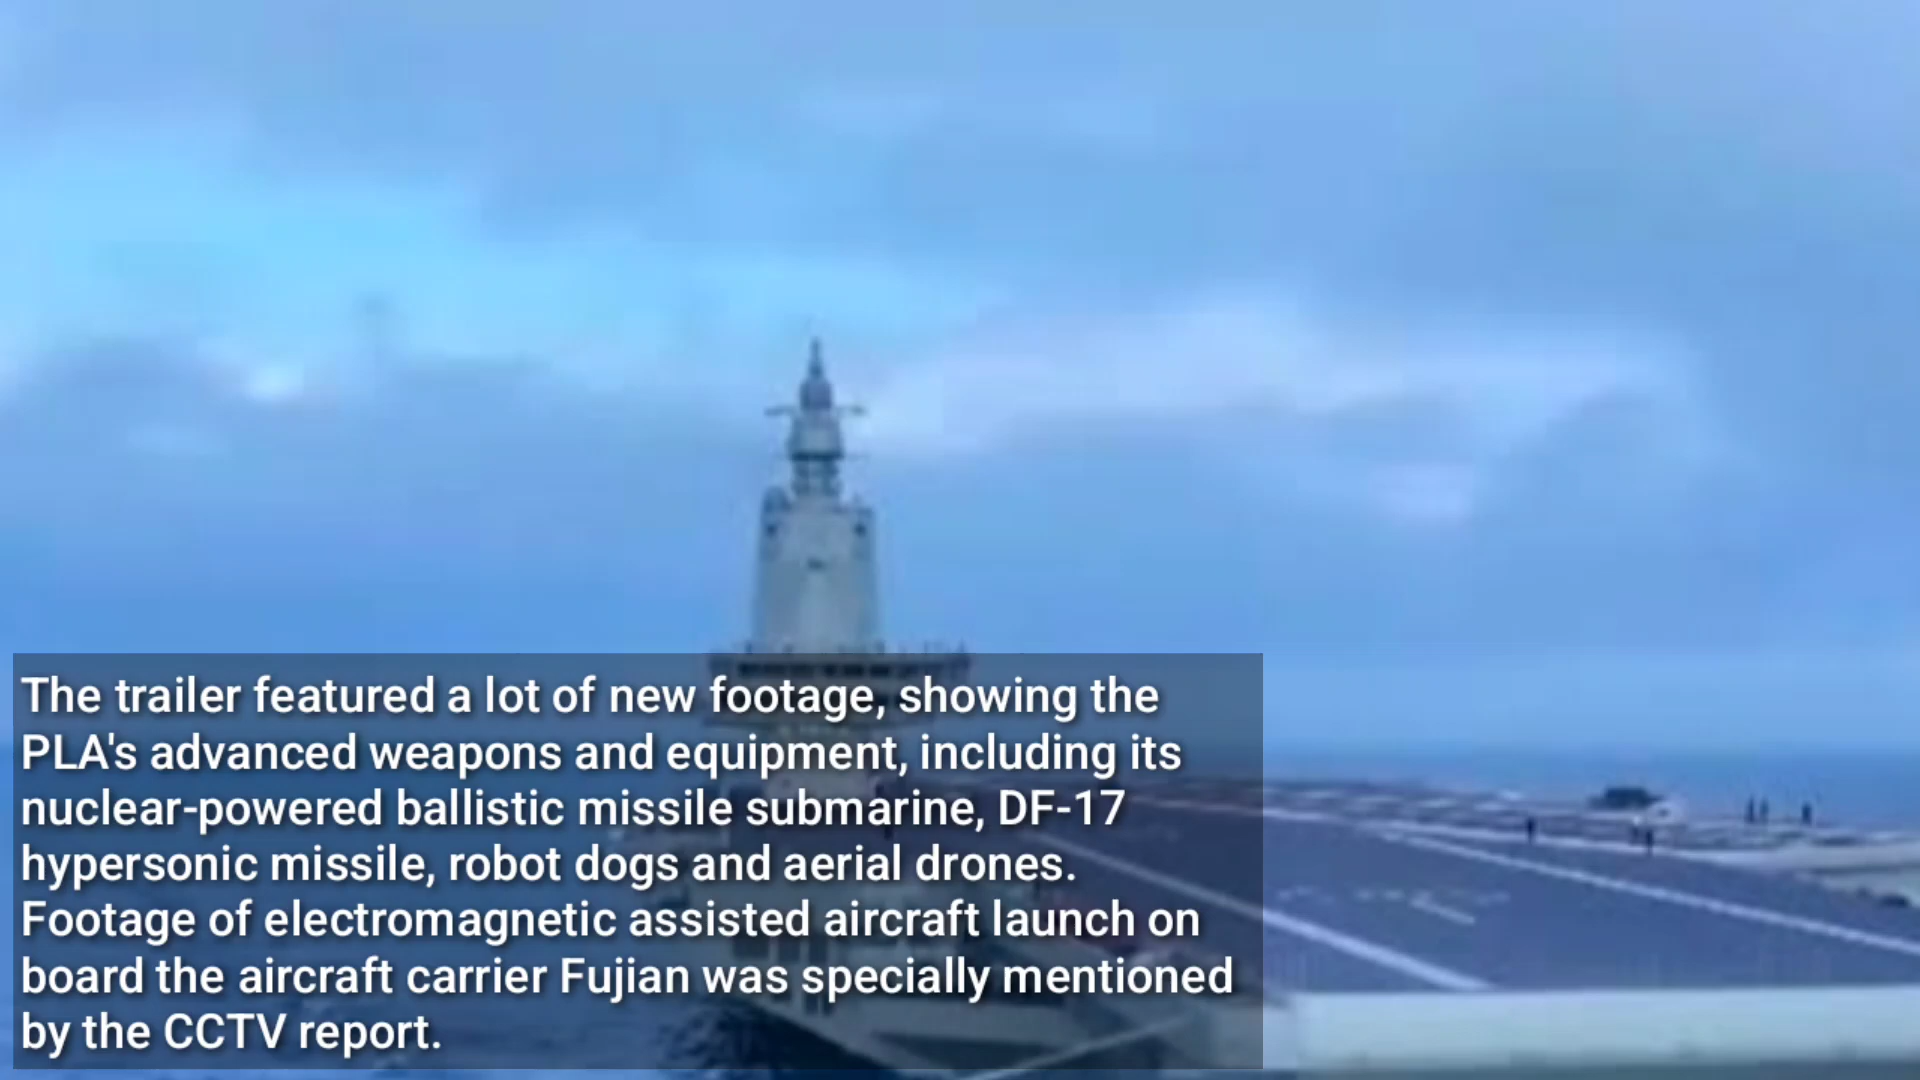 The trailer featured a lot of new footage, showing the
PLA's advanced weapons and equipment, including its
nuclear-powered ballistic missile submarine, DF-17
hypersonic missile, robot dogs and aerial drones.
Footage of electromagnetic assisted aircraft launch on
board the aircraft carrier Fujian was specially mentioned
by the CCTV report.